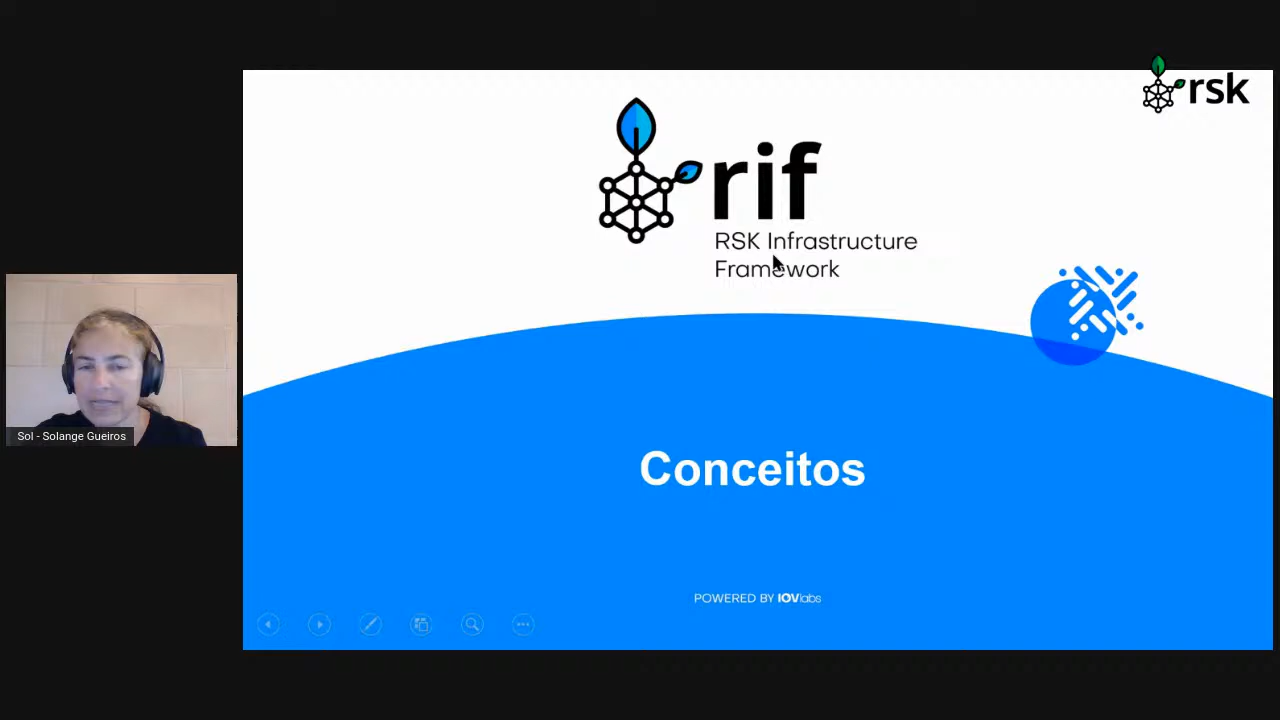 rsk
rif
RSK Infrastructure
Framework
Sol - Solange Gueiros
Conceitos
POWERED BY IOVlabs